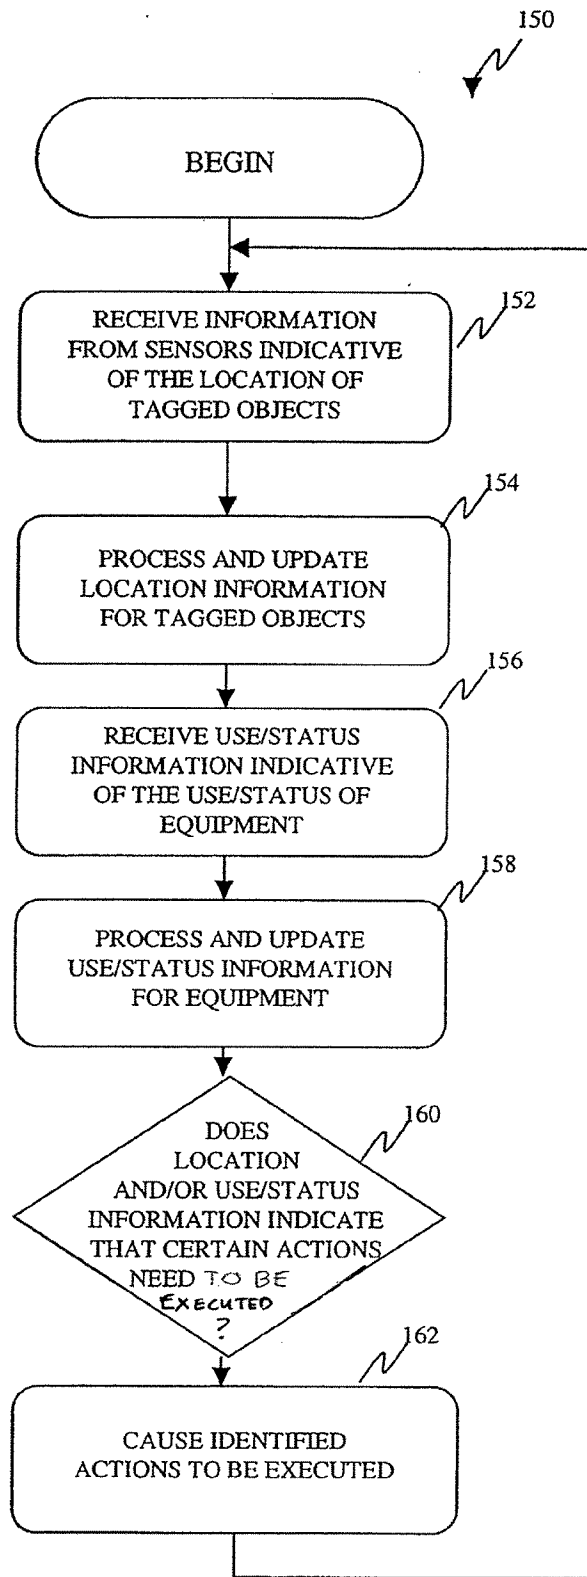 150
BEGIN
152
RECEIVE INFORMATION
FROM SENSORS INDICATIVE
OF THE LOCATION OF
TAGGED OBJECTS
154
PROCESS AND UPDATE
LOCATION INFORMATION
FOR TAGGED OBJECTS
156
RECEIVE USE/STATUS
INFORMATION INDICATIVE
OF THE USE/STATUS OF
EQUIPMENT
158
PROCESS AND UPDATE
USE/STATUS INFORMATION
FOR EQUIPMENT
160
DOES
LOCATION
AND/OR USE/STATUS
INFORMATION INDICATE
THAT CERTAIN ACTIONS
NEED TO BE
EXECUTED
?
162
CAUSE IDENTIFIED
ACTIONS TO BE EXECUTED